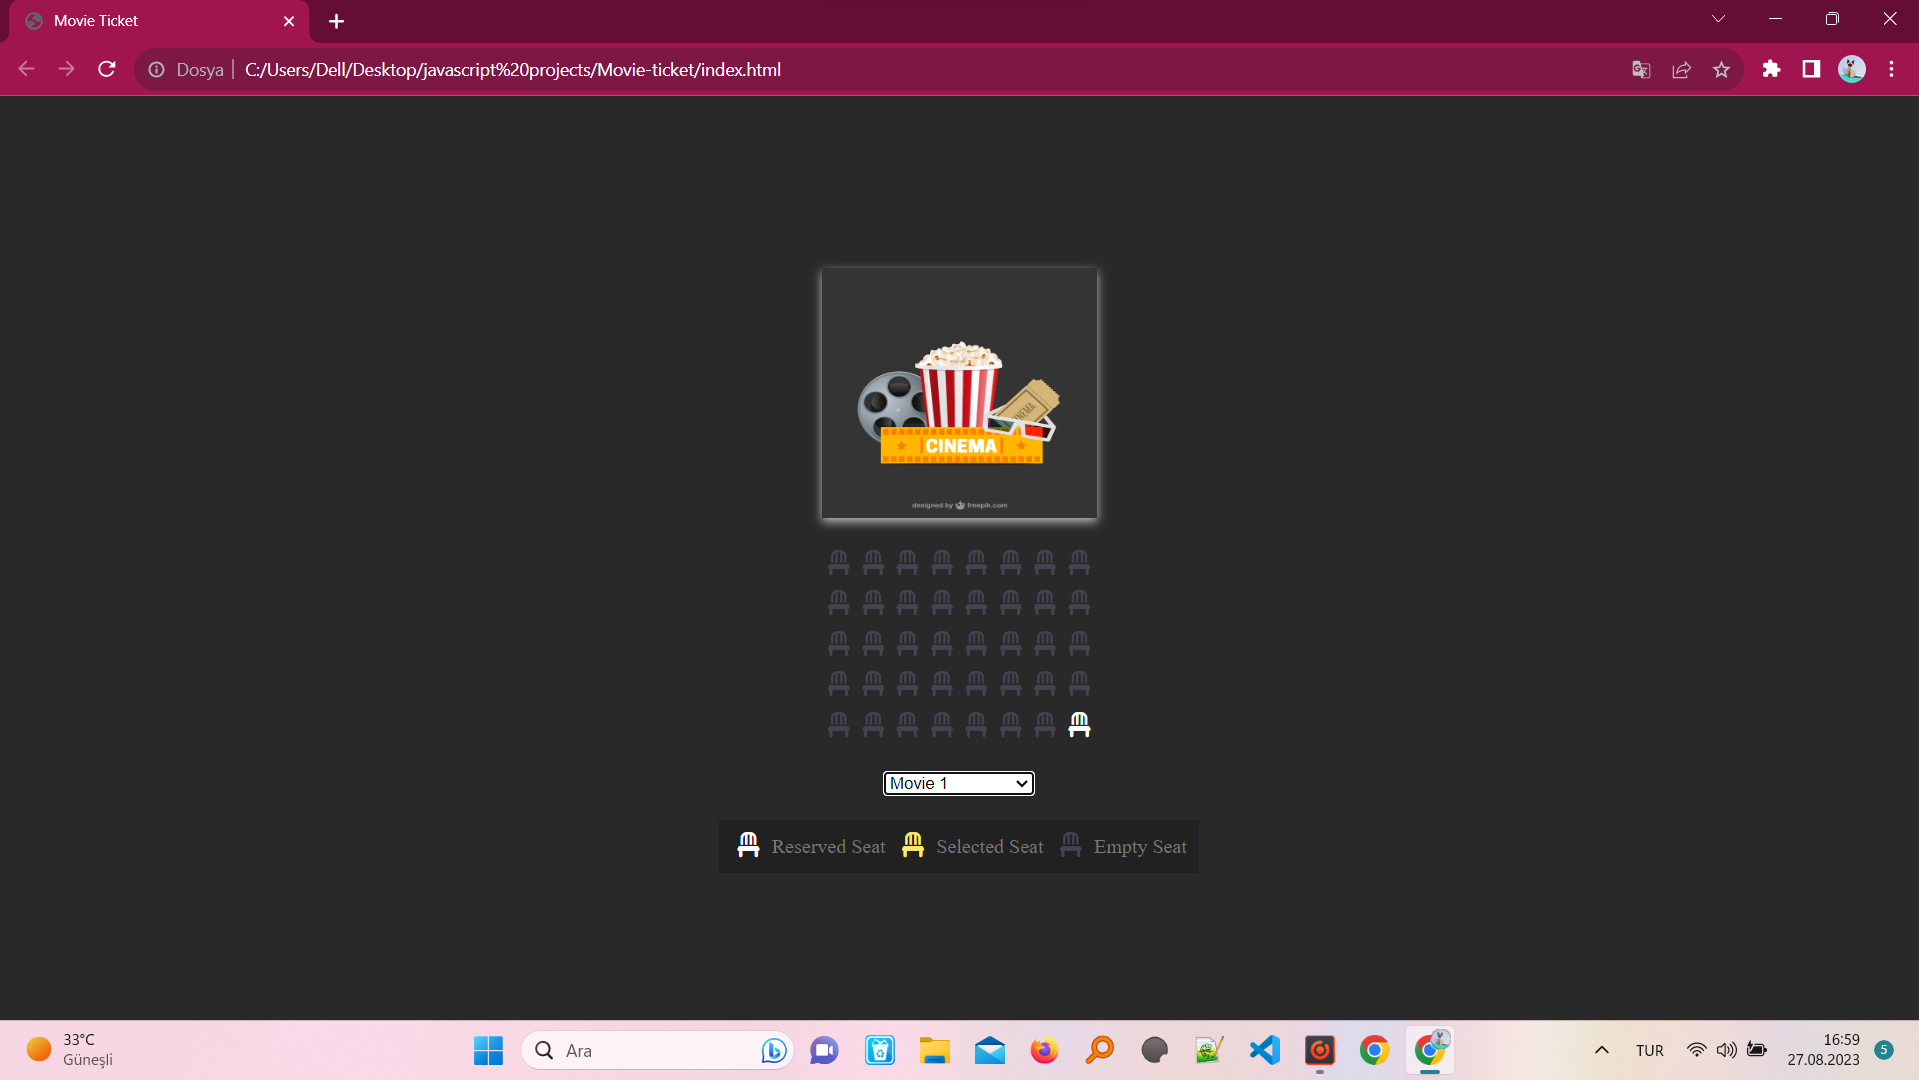 Movie Ticket
Dosya
C:/Users/Dell/Desktop/javascript%20projects/Movie-ticket/index.html
CINEMA
CINEMA
designed by freepik.com
Movie 1
Reserved Seat
Selected Seat
Empty Seat
33°C
Güneşli
Ara
TUR
16:59
27.08.2023
5